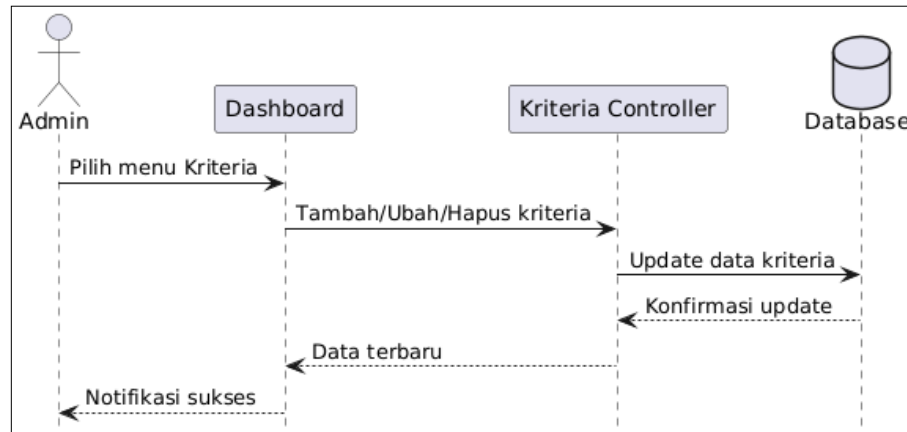 Admin
Dashboard
Kriteria Controller
Database
Pilih menu Kriteria
Tambah/Ubah/Hapus kriteria
Update data kriteria
Konfirmasi update
Data terbaru
Notifikasi sukses